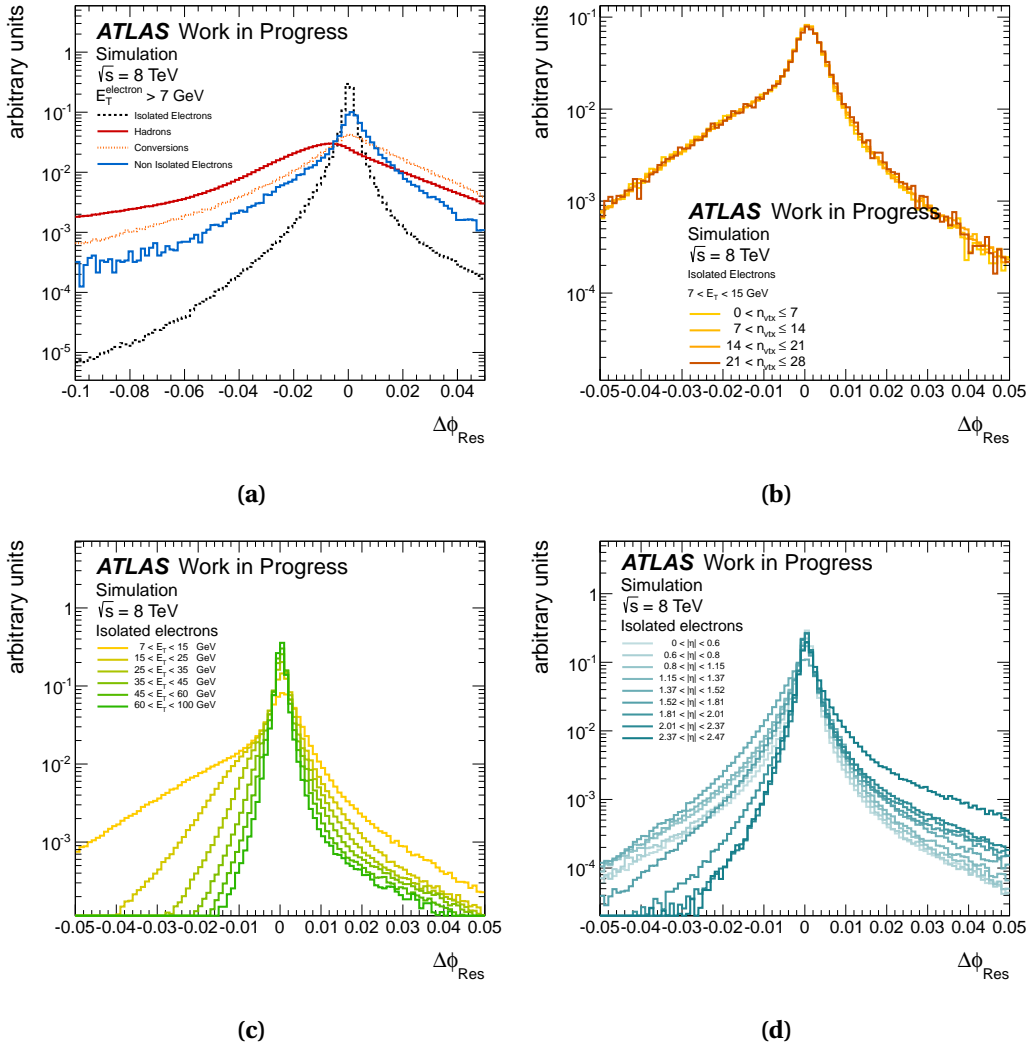 arbitrary units
ATLAS Work in Progress
Simulation
√s = 8 TeV
E_T^electron > 7 GeV
Isolated Electrons
Hadrons
Conversions
Non Isolated Electrons
1
10^-1
10^-2
10^-3
10^-4
10^-5
-0.1 -0.08 -0.06 -0.04 -0.02 0 0.02 0.04
Δϕ_Res
(a)
arbitrary units
10^-1
10^-2
10^-3
10^-4
ATLAS Work in Progress
Simulation
√s = 8 TeV
Isolated Electrons
7 < E_T < 15 GeV
0 < n_vtx ≤ 7
7 < n_vtx ≤ 14
14 < n_vtx ≤ 21
21 < n_vtx ≤ 28
-0.05 -0.04 -0.03 -0.02 -0.01 0 0.01 0.02 0.03 0.04 0.05
Δϕ_Res
(b)
arbitrary units
ATLAS Work in Progress
Simulation
√s = 8 TeV
Isolated electrons
7 < E_T < 15 GeV
15 < E_T < 25 GeV
25 < E_T < 35 GeV
35 < E_T < 45 GeV
45 < E_T < 60 GeV
60 < E_T < 100 GeV
1
10^-1
10^-2
10^-3
-0.05 -0.04 -0.03 -0.02 -0.01 0 0.01 0.02 0.03 0.04 0.05
Δϕ_Res
(c)
arbitrary units
ATLAS Work in Progress
Simulation
√s = 8 TeV
Isolated electrons
0 < |η| < 0.6
0.6 < |η| < 0.8
0.8 < |η| < 1.15
1.15 < |η| < 1.37
1.37 < |η| < 1.52
1.52 < |η| < 1.81
1.81 < |η| < 2.01
2.01 < |η| < 2.37
2.37 < |η| < 2.47
1
10^-1
10^-2
10^-3
10^-4
-0.05 -0.04 -0.03 -0.02 -0.01 0 0.01 0.02 0.03 0.04 0.05
Δϕ_Res
(d)